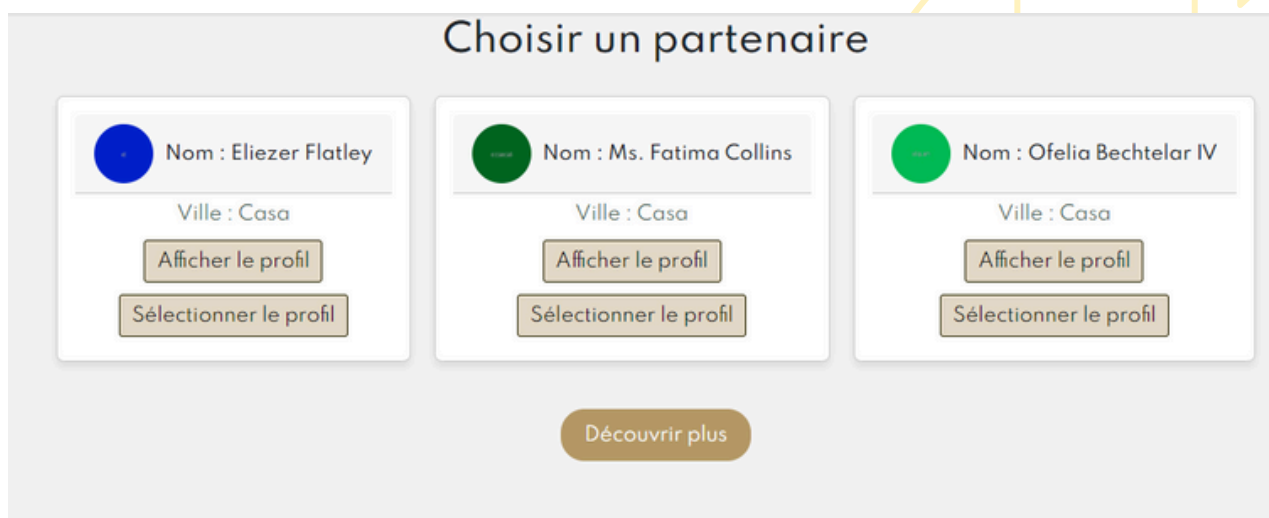 Choisir un partenaire
Nom : Eliezer Flatley
Ville : Casa
Afficher le profil
Sélectionner le profil
Nom : Ms. Fatima Collins
Ville : Casa
Afficher le profil
Sélectionner le profil
Nom : Ofelia Bechtelar IV
Ville : Casa
Afficher le profil
Sélectionner le profil
Découvrir plus